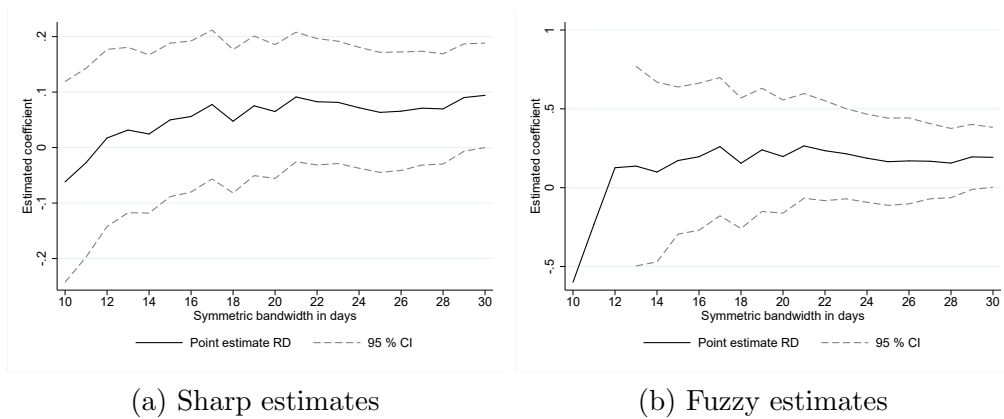 .2
.1
0
-.1
-.2
Estimated coefficient
10 12 14 16 18 20 22 24 26 28 30
Symmetric bandwidth in days
Point estimate RD 95 % CI
(a) Sharp estimates
1
.5
0
-.5
Estimated coefficient
10 12 14 16 18 20 22 24 26 28 30
Symmetric bandwidth in days
Point estimate RD 95 % CI
(b) Fuzzy estimates